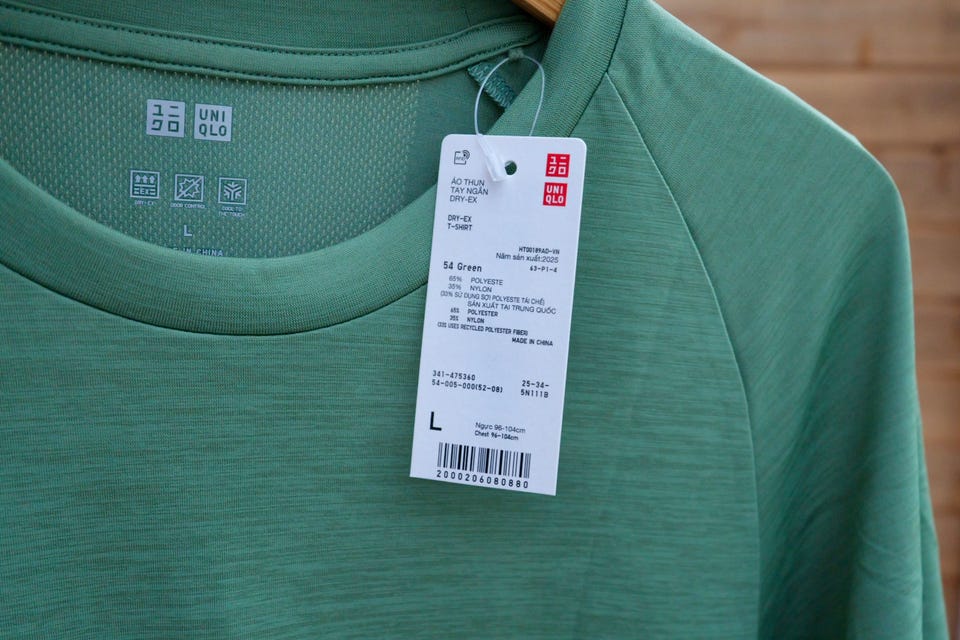 ユニ
クロ
UNI
QLO
DRY-EX
ODOR CONTROL
COOL TO
THE TOUCH
L
IN CHINA
ユニ
クロ
UNI
QLO
ÁO THUN
TAY NGẮN
DRY-EX
DRY-EX
T-SHIRT
HT00189AD-VN
Năm sản xuất:2025
63-P1-4
54 Green
65% POLYESTE
35% NYLON
(33% SỬ DỤNG SỢI POLYESTE TÁI CHẾ)
SẢN XUẤT TẠI TRUNG QUỐC
65% POLYESTER
35% NYLON
(33% USES RECYCLED POLYESTER FIBER)
MADE IN CHINA
341-475360
54-005-000(52-08)
25-34-
5N111B
L
Ngực 96-104cm
Chest 96-104cm
2000206080880